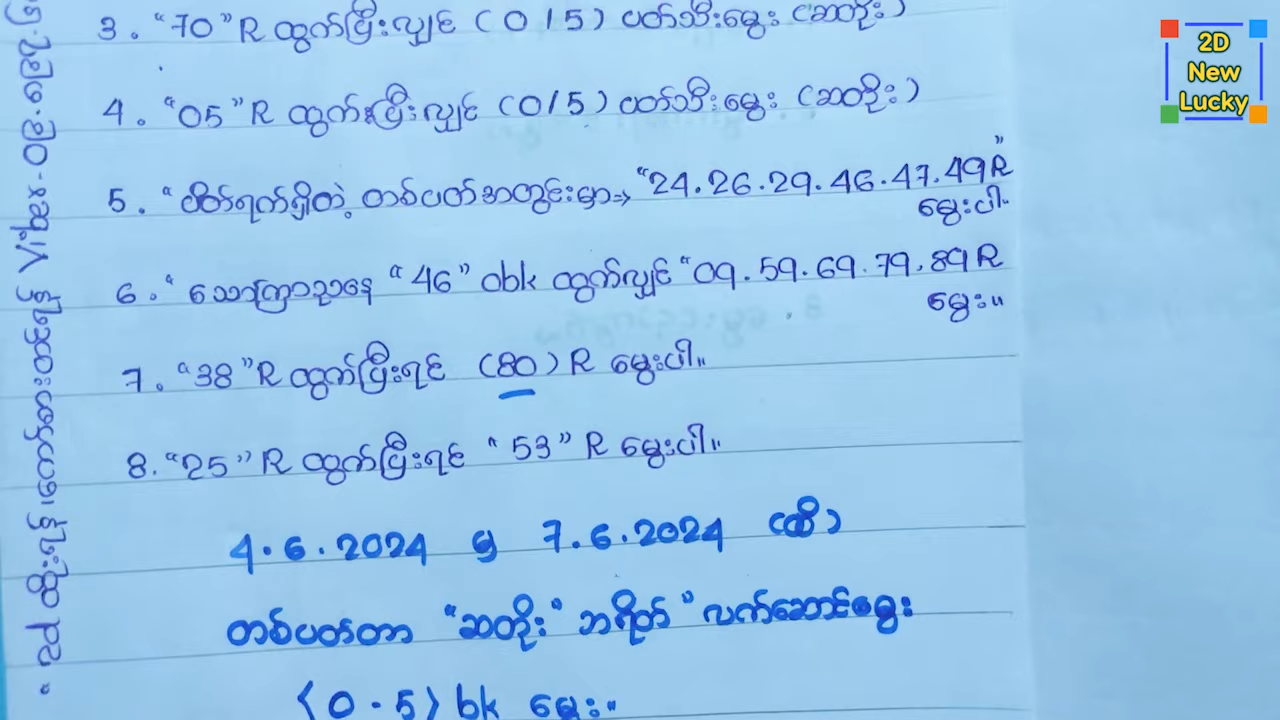 3. "70" R ထွက်ပြီးလျှင် (0/5) ပတ်သီးမွေး (ဆတိုး)
4. "05" R ထွက်ပြီးလျှင် (0/5) ပတ်သီးမွေး (ဆတိုး)
5. "ပိတ်ရက်ရှိတဲ့ တစ်ပတ်အတွင်းမှာ⇒ "24.26.29.46.47.49R"
မွေးပါ။
6. "သောကြာညနေ "46" obk ထွက်လျှင် "09.59.69.79.89 R
မွေး။
7. "38" R ထွက်ပြီးရင် (80) R မွေးပါ။
8. "25" R ထွက်ပြီးရင် "53" R မွေးပါ။
4.6.2024 မှ 7.6.2024 (ထိ)
တစ်ပတ်တာ "ဆတိုး" ဘရိတ်" လက်ဆောင်မွေး
(0.5) bk မွေး။
2D
New
Lucky